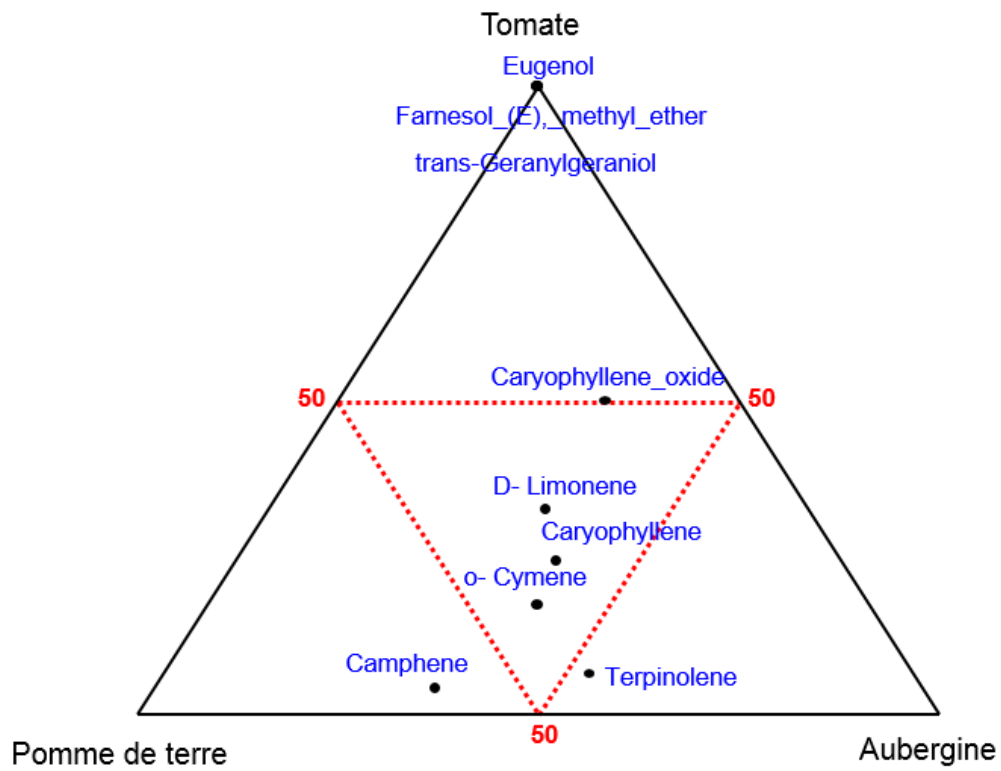 Tomate
Eugenol
Farnesol_(E),_methyl_ether
trans-Geranylgeraniol
Caryophyllene_oxide
50
50
D- Limonene
Caryophyllene
o- Cymene
Camphene
Terpinolene
50
Pomme de terre
Aubergine